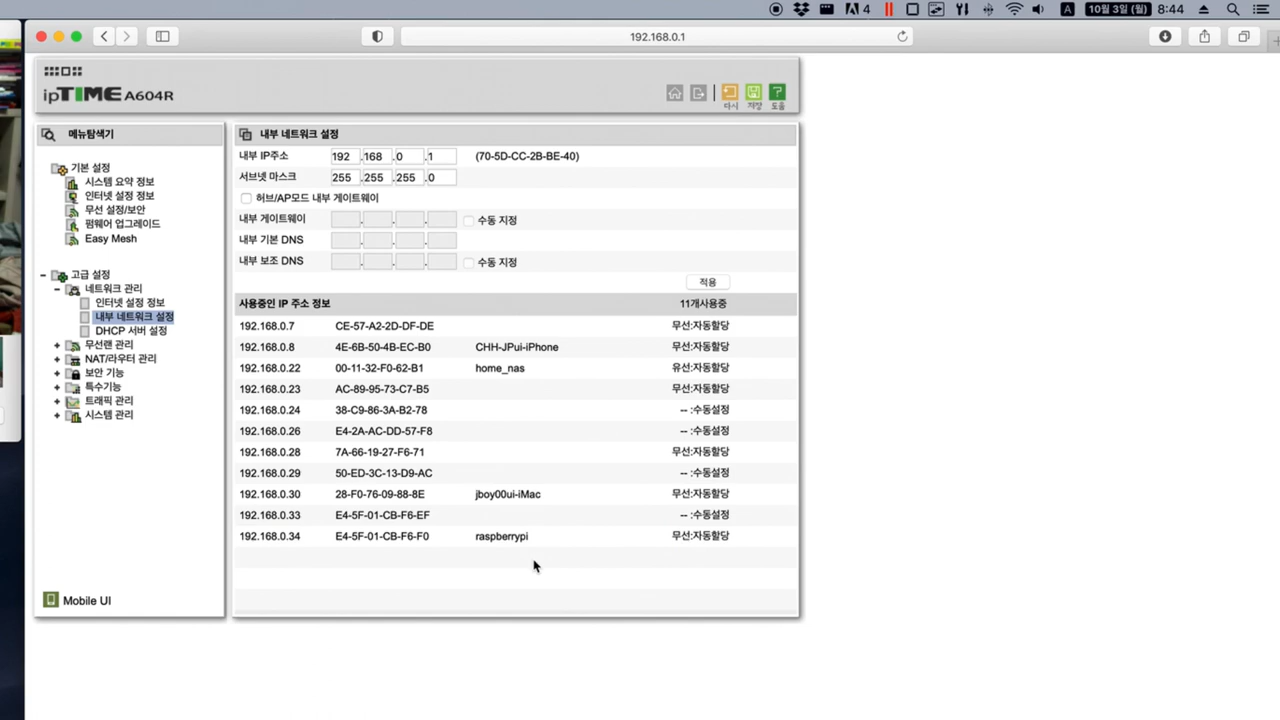 4 A 10월 3일 (월) 8:44
192.168.0.1
ipTIME A604R
다시 저장 도움
메뉴탐색기
기본 설정
시스템 요약 정보
인터넷 설정 정보
무선 설정/보안
펌웨어 업그레이드
Easy Mesh
고급 설정
네트워크 관리
인터넷 설정 정보
내부 네트워크 설정
DHCP 서버 설정
무선랜 관리
NAT/라우터 관리
보안 기능
특수기능
트래픽 관리
시스템 관리
Mobile UI
내부 네트워크 설정
내부 IP주소 192 .168 .0 .1 (70-5D-CC-2B-BE-40)
서브넷 마스크 255 .255 .255 .0
허브/AP모드 내부 게이트웨이
내부 게이트웨이 . . . 수동 지정
내부 기본 DNS . . .
내부 보조 DNS . . . 수동 지정
적용
사용중인 IP 주소 정보 11개사용중
192.168.0.7 CE-57-A2-2D-DF-DE 무선:자동할당
192.168.0.8 4E-6B-50-4B-EC-B0 CHH-JPui-iPhone 무선:자동할당
192.168.0.22 00-11-32-F0-62-B1 home_nas 유선:자동할당
192.168.0.23 AC-89-95-73-C7-B5 무선:자동할당
192.168.0.24 38-C9-86-3A-B2-78 -- :수동설정
192.168.0.26 E4-2A-AC-DD-57-F8 -- :수동설정
192.168.0.28 7A-66-19-27-F6-71 무선:자동할당
192.168.0.29 50-ED-3C-13-D9-AC -- :수동설정
192.168.0.30 28-F0-76-09-88-8E jboy00ui-iMac 무선:자동할당
192.168.0.33 E4-5F-01-CB-F6-EF -- :수동설정
192.168.0.34 E4-5F-01-CB-F6-F0 raspberrypi 무선:자동할당